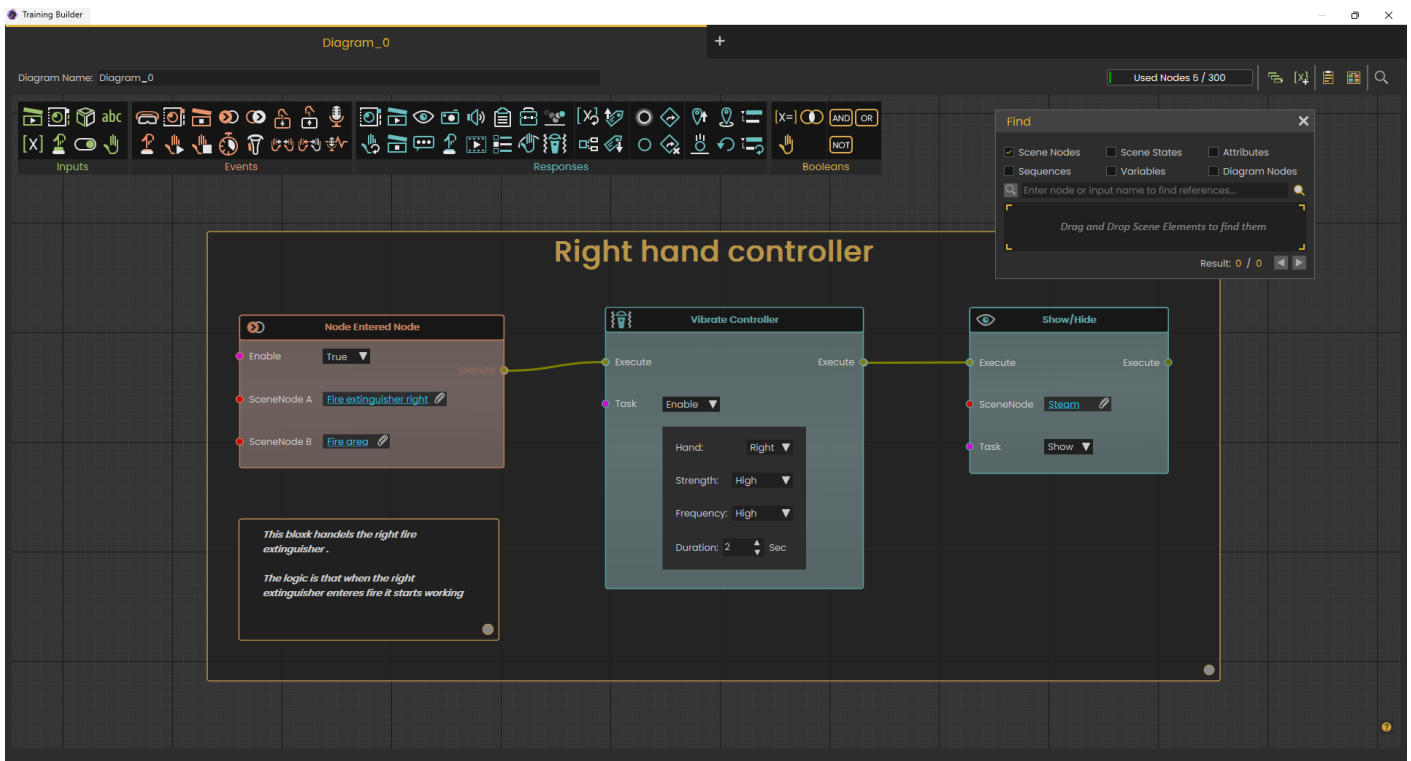 Training Builder
Diagram_0
+
Diagram Name: Diagram_0
Used Nodes 5 / 300
abc
[X]
Inputs
Events
Responses
[X=]
AND
OR
NOT
Booleans
Find
Scene Nodes
Scene States
Attributes
Sequences
Variables
Diagram Nodes
Enter node or input name to find references...
Drag and Drop Scene Elements to find them
Result: 0 / 0
Right hand controller
Node Entered Node
Enable True
Execute
SceneNode A Fire extinguisher right
SceneNode B Fire area
This bloxk handels the right fire
extinguisher .
The logic is that when the right
extinguisher enteres fire it starts working
Vibrate Controller
Execute Execute
Task Enable
Hand: Right
Strength: High
Frequency: High
Duration: 2 Sec
Show/Hide
Execute Execute
SceneNode Steam
Task Show
?